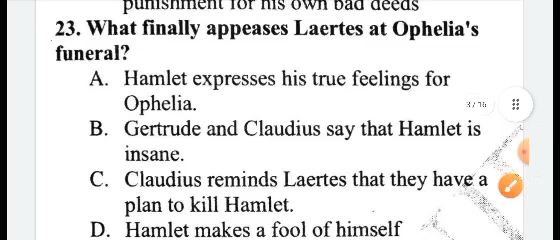 punishment for his own bad deeds
23. What finally appeases Laertes at Ophelia's
funeral?
A. Hamlet expresses his true feelings for
Ophelia.
3 / 16
B. Gertrude and Claudius say that Hamlet is
insane.
C. Claudius reminds Laertes that they have a
plan to kill Hamlet.
D. Hamlet makes a fool of himself